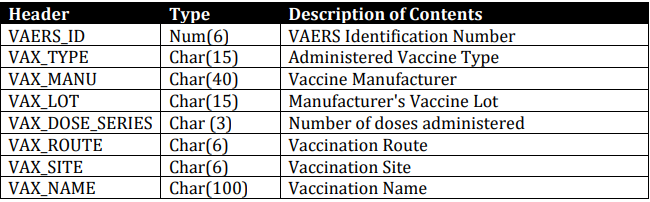 Header Type Description of Contents
VAERS_ID Num(6) VAERS Identification Number
VAX_TYPE Char(15) Administered Vaccine Type
VAX_MANU Char(40) Vaccine Manufacturer
VAX_LOT Char(15) Manufacturer's Vaccine Lot
VAX_DOSE_SERIES Char (3) Number of doses administered
VAX_ROUTE Char(6) Vaccination Route
VAX_SITE Char(6) Vaccination Site
VAX_NAME Char(100) Vaccination Name